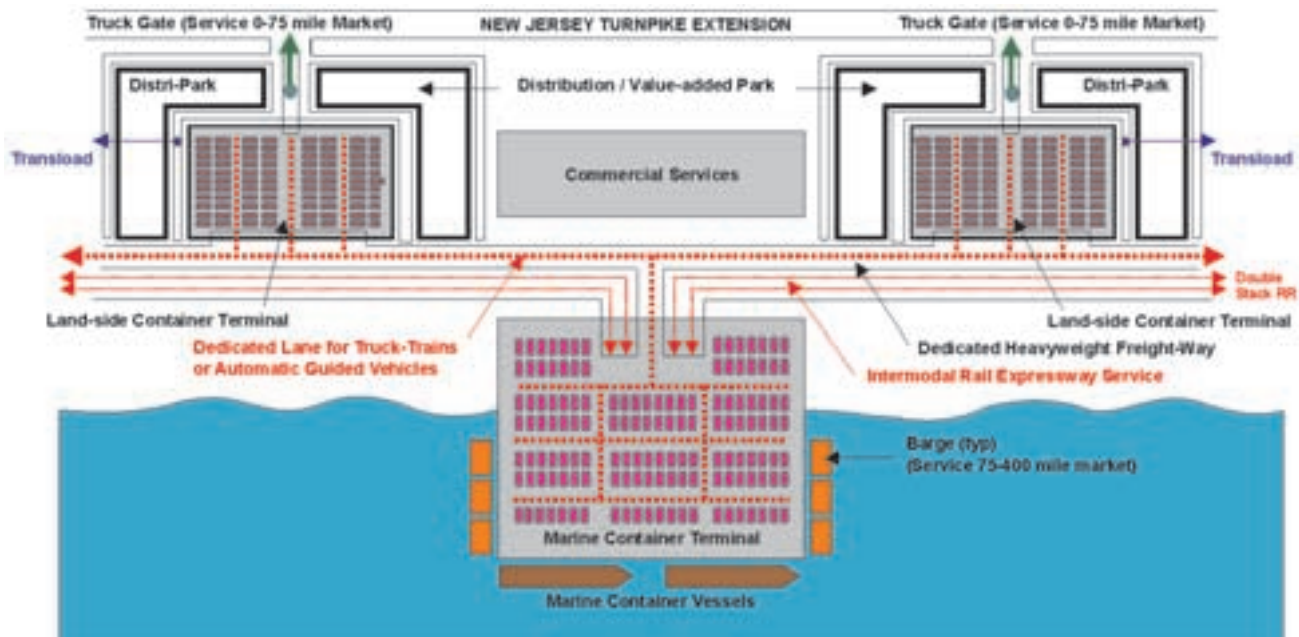 Truck Gate (Service 0-75 mile Market)
NEW JERSEY TURNPIKE EXTENSION
Truck Gate (Service 0-75 mile Market)
Distri-Park
Distribution / Value-added Park
Distri-Park
Transload
Commercial Services
Transload
Double
Stack RR
Land-side Container Terminal
Land-side Container Terminal
Dedicated Lane for Truck-Trains
or Automatic Guided Vehicles
Dedicated Heavyweight Freight-Way
Intermodal Rail Expressway Service
Barge (typ)
(Service 75-400 mile market)
Marine Container Terminal
Marine Container Vessels